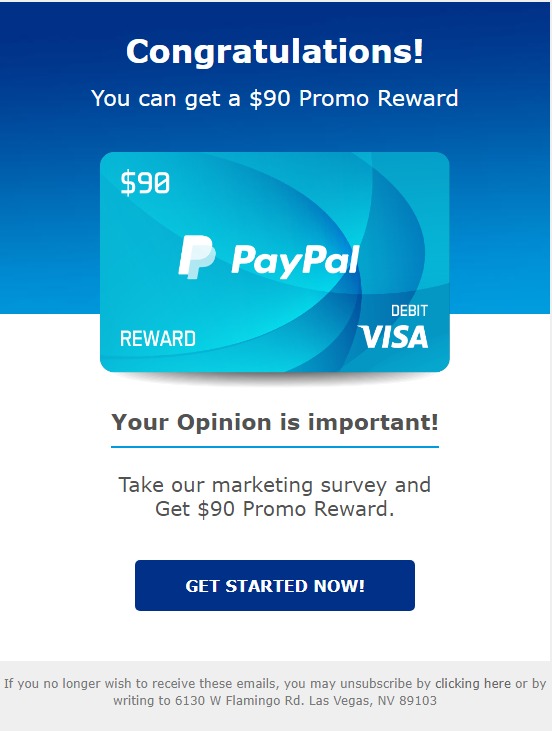 Congratulations!
You can get a $90 Promo Reward
$90
PayPal
DEBIT
REWARD
VISA
Your Opinion is important!
Take our marketing survey and
Get $90 Promo Reward.
GET STARTED NOW!
If you no longer wish to receive these emails, you may unsubscribe by clicking here or by
writing to 6130 W Flamingo Rd. Las Vegas, NV 89103